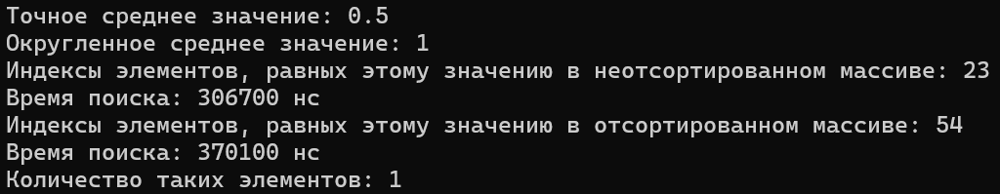 Точное среднее значение: 0.5
Округленное среднее значение: 1
Индексы элементов, равных этому значению в неотсортированном массиве: 23
Время поиска: 306700 нс
Индексы элементов, равных этому значению в отсортированном массиве: 54
Время поиска: 370100 нс
Количество таких элементов: 1